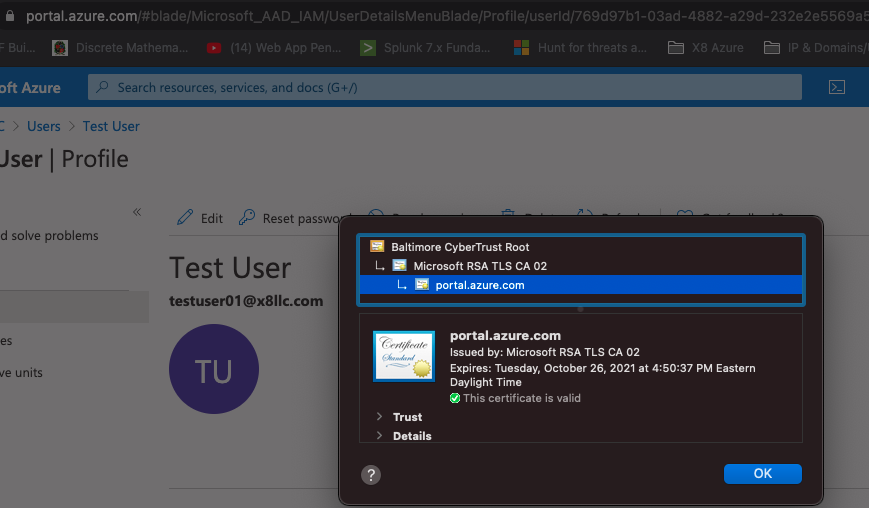 portal.azure.com/#blade/Microsoft_AAD_IAM/UserDetailsMenuBlade/Profile/userId/769d97b1-03ad-4882-a29d-232e2e5569a5
F Bui... Discrete Mathema... (14) Web App Pen... Splunk 7.x Funda... Hunt for threats a... X8 Azure IP & Domains/
oft Azure Search resources, services, and docs (G+/)
C > Users > Test User
User | Profile
«
Edit Reset password
d solve problems
Test User
testuser01@x8llc.com
TU
es
ve units
Baltimore CyberTrust Root
Microsoft RSA TLS CA 02
portal.azure.com
Certificate
Standard
portal.azure.com
Issued by: Microsoft RSA TLS CA 02
Expires: Tuesday, October 26, 2021 at 4:50:37 PM Eastern
Daylight Time
This certificate is valid
> Trust
> Details
? OK